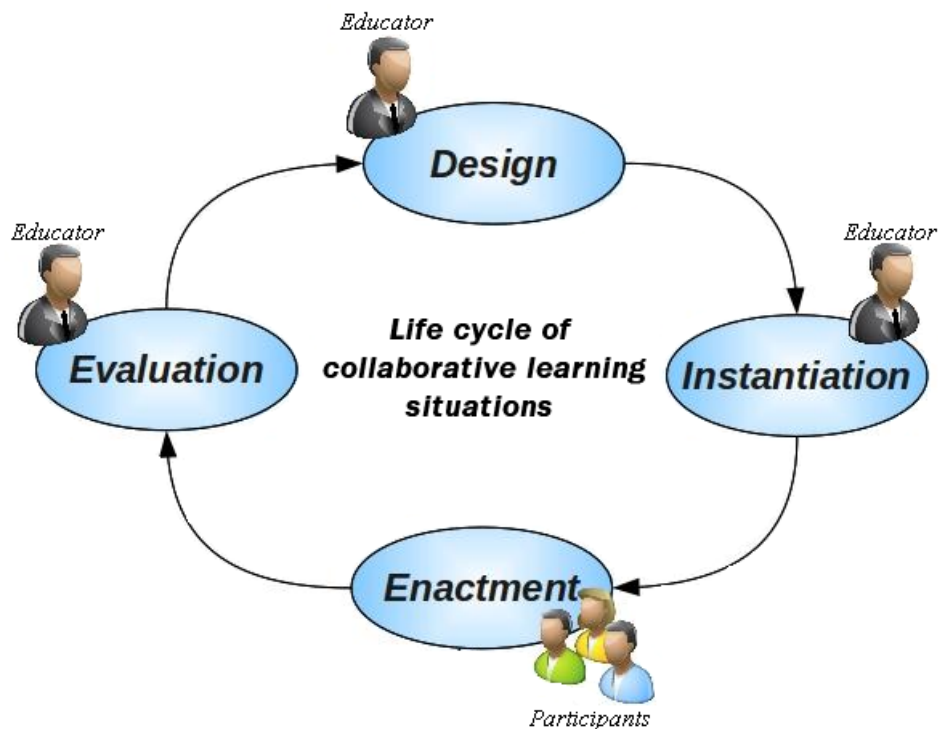 Educator
Design
Educator
Educator
Life cycle of
collaborative learning
situations
Evaluation
Instantiation
Enactment
Participants